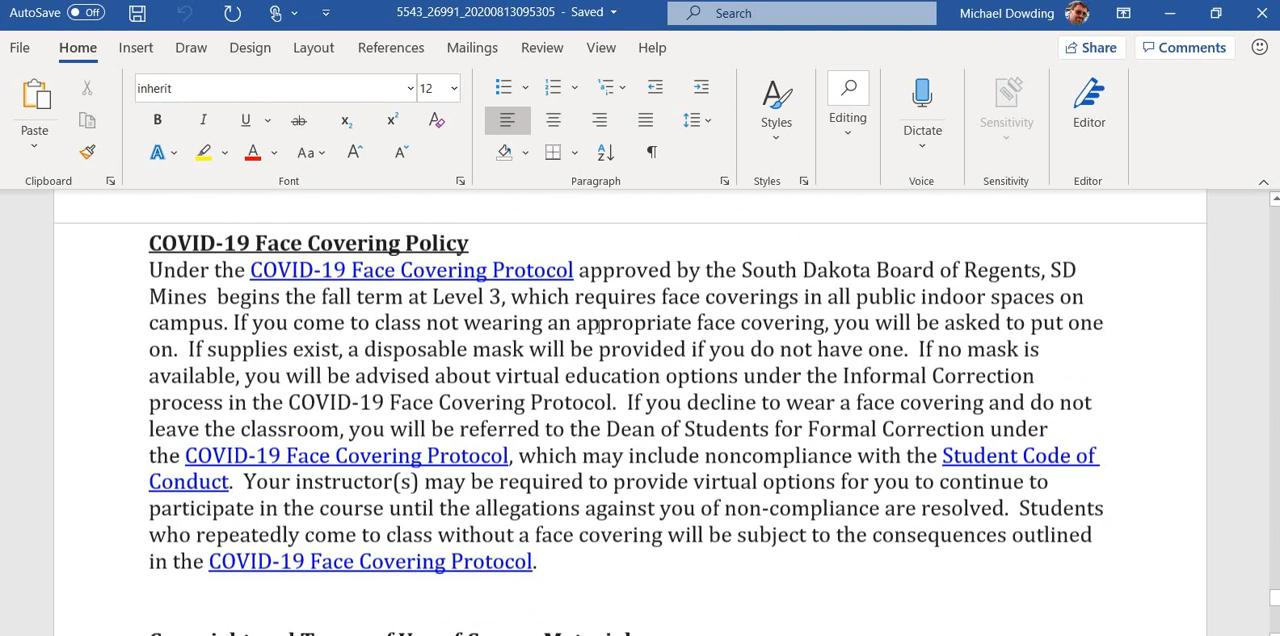 AutoSave Off 5543_26991_20200813095305 - Saved Search Michael Dowding
File Home Insert Draw Design Layout References Mailings Review View Help Share Comments
inherit 12
Paste B I U ab x₂ x² A Styles Editing Dictate Sensitivity Editor
A A Aa A A
Clipboard Font Paragraph Styles Voice Sensitivity Editor
COVID-19 Face Covering Policy
Under the COVID-19 Face Covering Protocol approved by the South Dakota Board of Regents, SD
Mines  begins the fall term at Level 3, which requires face coverings in all public indoor spaces on
campus. If you come to class not wearing an appropriate face covering, you will be asked to put one
on.  If supplies exist, a disposable mask will be provided if you do not have one.  If no mask is
available, you will be advised about virtual education options under the Informal Correction
process in the COVID-19 Face Covering Protocol.  If you decline to wear a face covering and do not
leave the classroom, you will be referred to the Dean of Students for Formal Correction under
the COVID-19 Face Covering Protocol, which may include noncompliance with the Student Code of
Conduct.  Your instructor(s) may be required to provide virtual options for you to continue to
participate in the course until the allegations against you of non-compliance are resolved.  Students
who repeatedly come to class without a face covering will be subject to the consequences outlined
in the COVID-19 Face Covering Protocol.